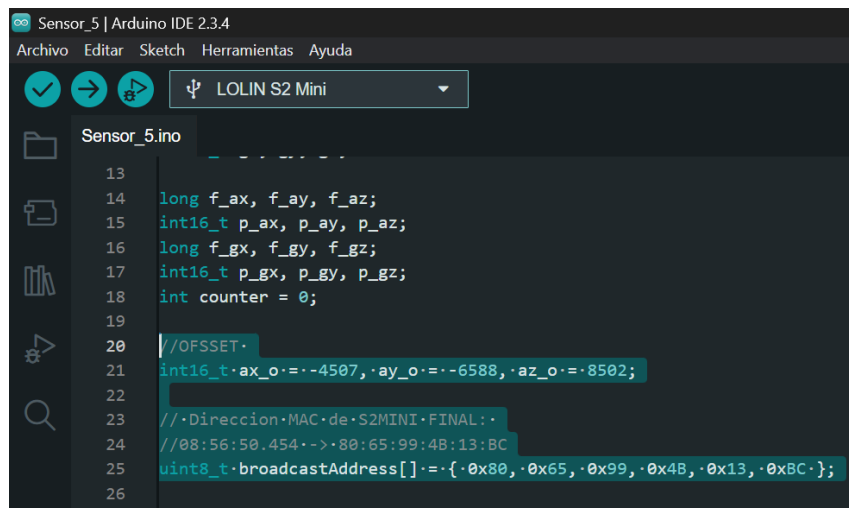 Sensor_5 | Arduino IDE 2.3.4
Archivo Editar Sketch Herramientas Ayuda
LOLIN S2 Mini
Sensor_5.ino
13
14 long f_ax, f_ay, f_az;
15 int16_t p_ax, p_ay, p_az;
16 long f_gx, f_gy, f_gz;
17 int16_t p_gx, p_gy, p_gz;
18 int counter = 0;
19
20 //OFSSET·
21 int16_t·ax_o·=·-4507,·ay_o·=·-6588,·az_o·=·8502;
22
23 //·Direccion·MAC·de·S2MINI·FINAL:·
24 //08:56:50.454·->·80:65:99:4B:13:BC
25 uint8_t·broadcastAddress[]·=·{·0x80,·0x65,·0x99,·0x4B,·0x13,·0xBC·};
26